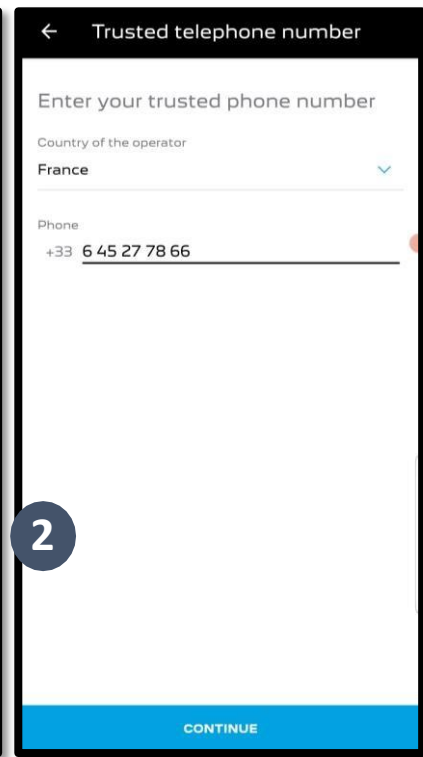 Trusted telephone number
Enter your trusted phone number
Country of the operator
France
Phone
+33 6 45 27 78 66
2
CONTINUE